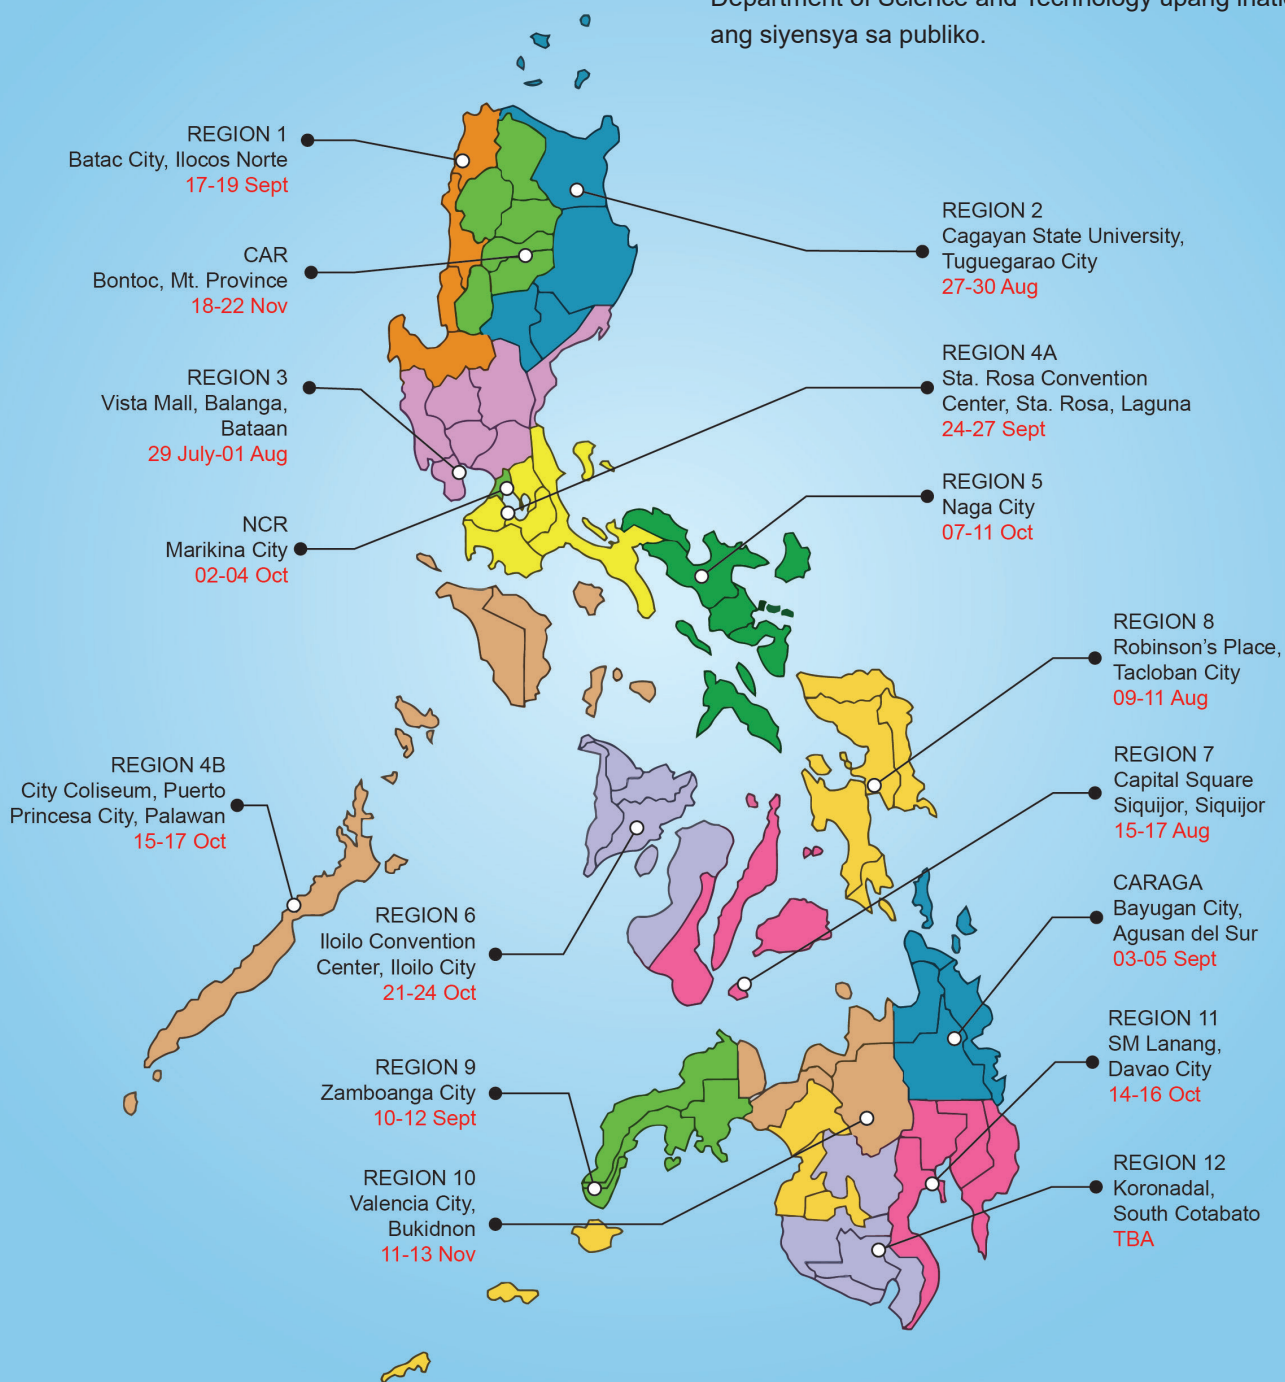 Department of Science and Technology upang
ang siyensya sa publiko.
REGION 1
Batac City, Ilocos Norte
17-19 Sept
CAR
Bontoc, Mt. Province
18-22 Nov
REGION 3
Vista Mall, Balanga,
Bataan
29 July-01 Aug
NCR
Marikina City
02-04 Oct
REGION 4B
City Coliseum, Puerto
Princesa City, Palawan
15-17 Oct
REGION 6
Iloilo Convention
Center, Iloilo City
21-24 Oct
REGION 9
Zamboanga City
10-12 Sept
REGION 10
Valencia City,
Bukidnon
11-13 Nov
REGION 2
Cagayan State University,
Tuguegarao City
27-30 Aug
REGION 4A
Sta. Rosa Convention
Center, Sta. Rosa, Laguna
24-27 Sept
REGION 5
Naga City
07-11 Oct
REGION 8
Robinson’s Place,
Tacloban City
09-11 Aug
REGION 7
Capital Square
Siquijor, Siquijor
15-17 Aug
CARAGA
Bayugan City,
Agusan del Sur
03-05 Sept
REGION 11
SM Lanang,
Davao City
14-16 Oct
REGION 12
Koronadal,
South Cotabato
TBA